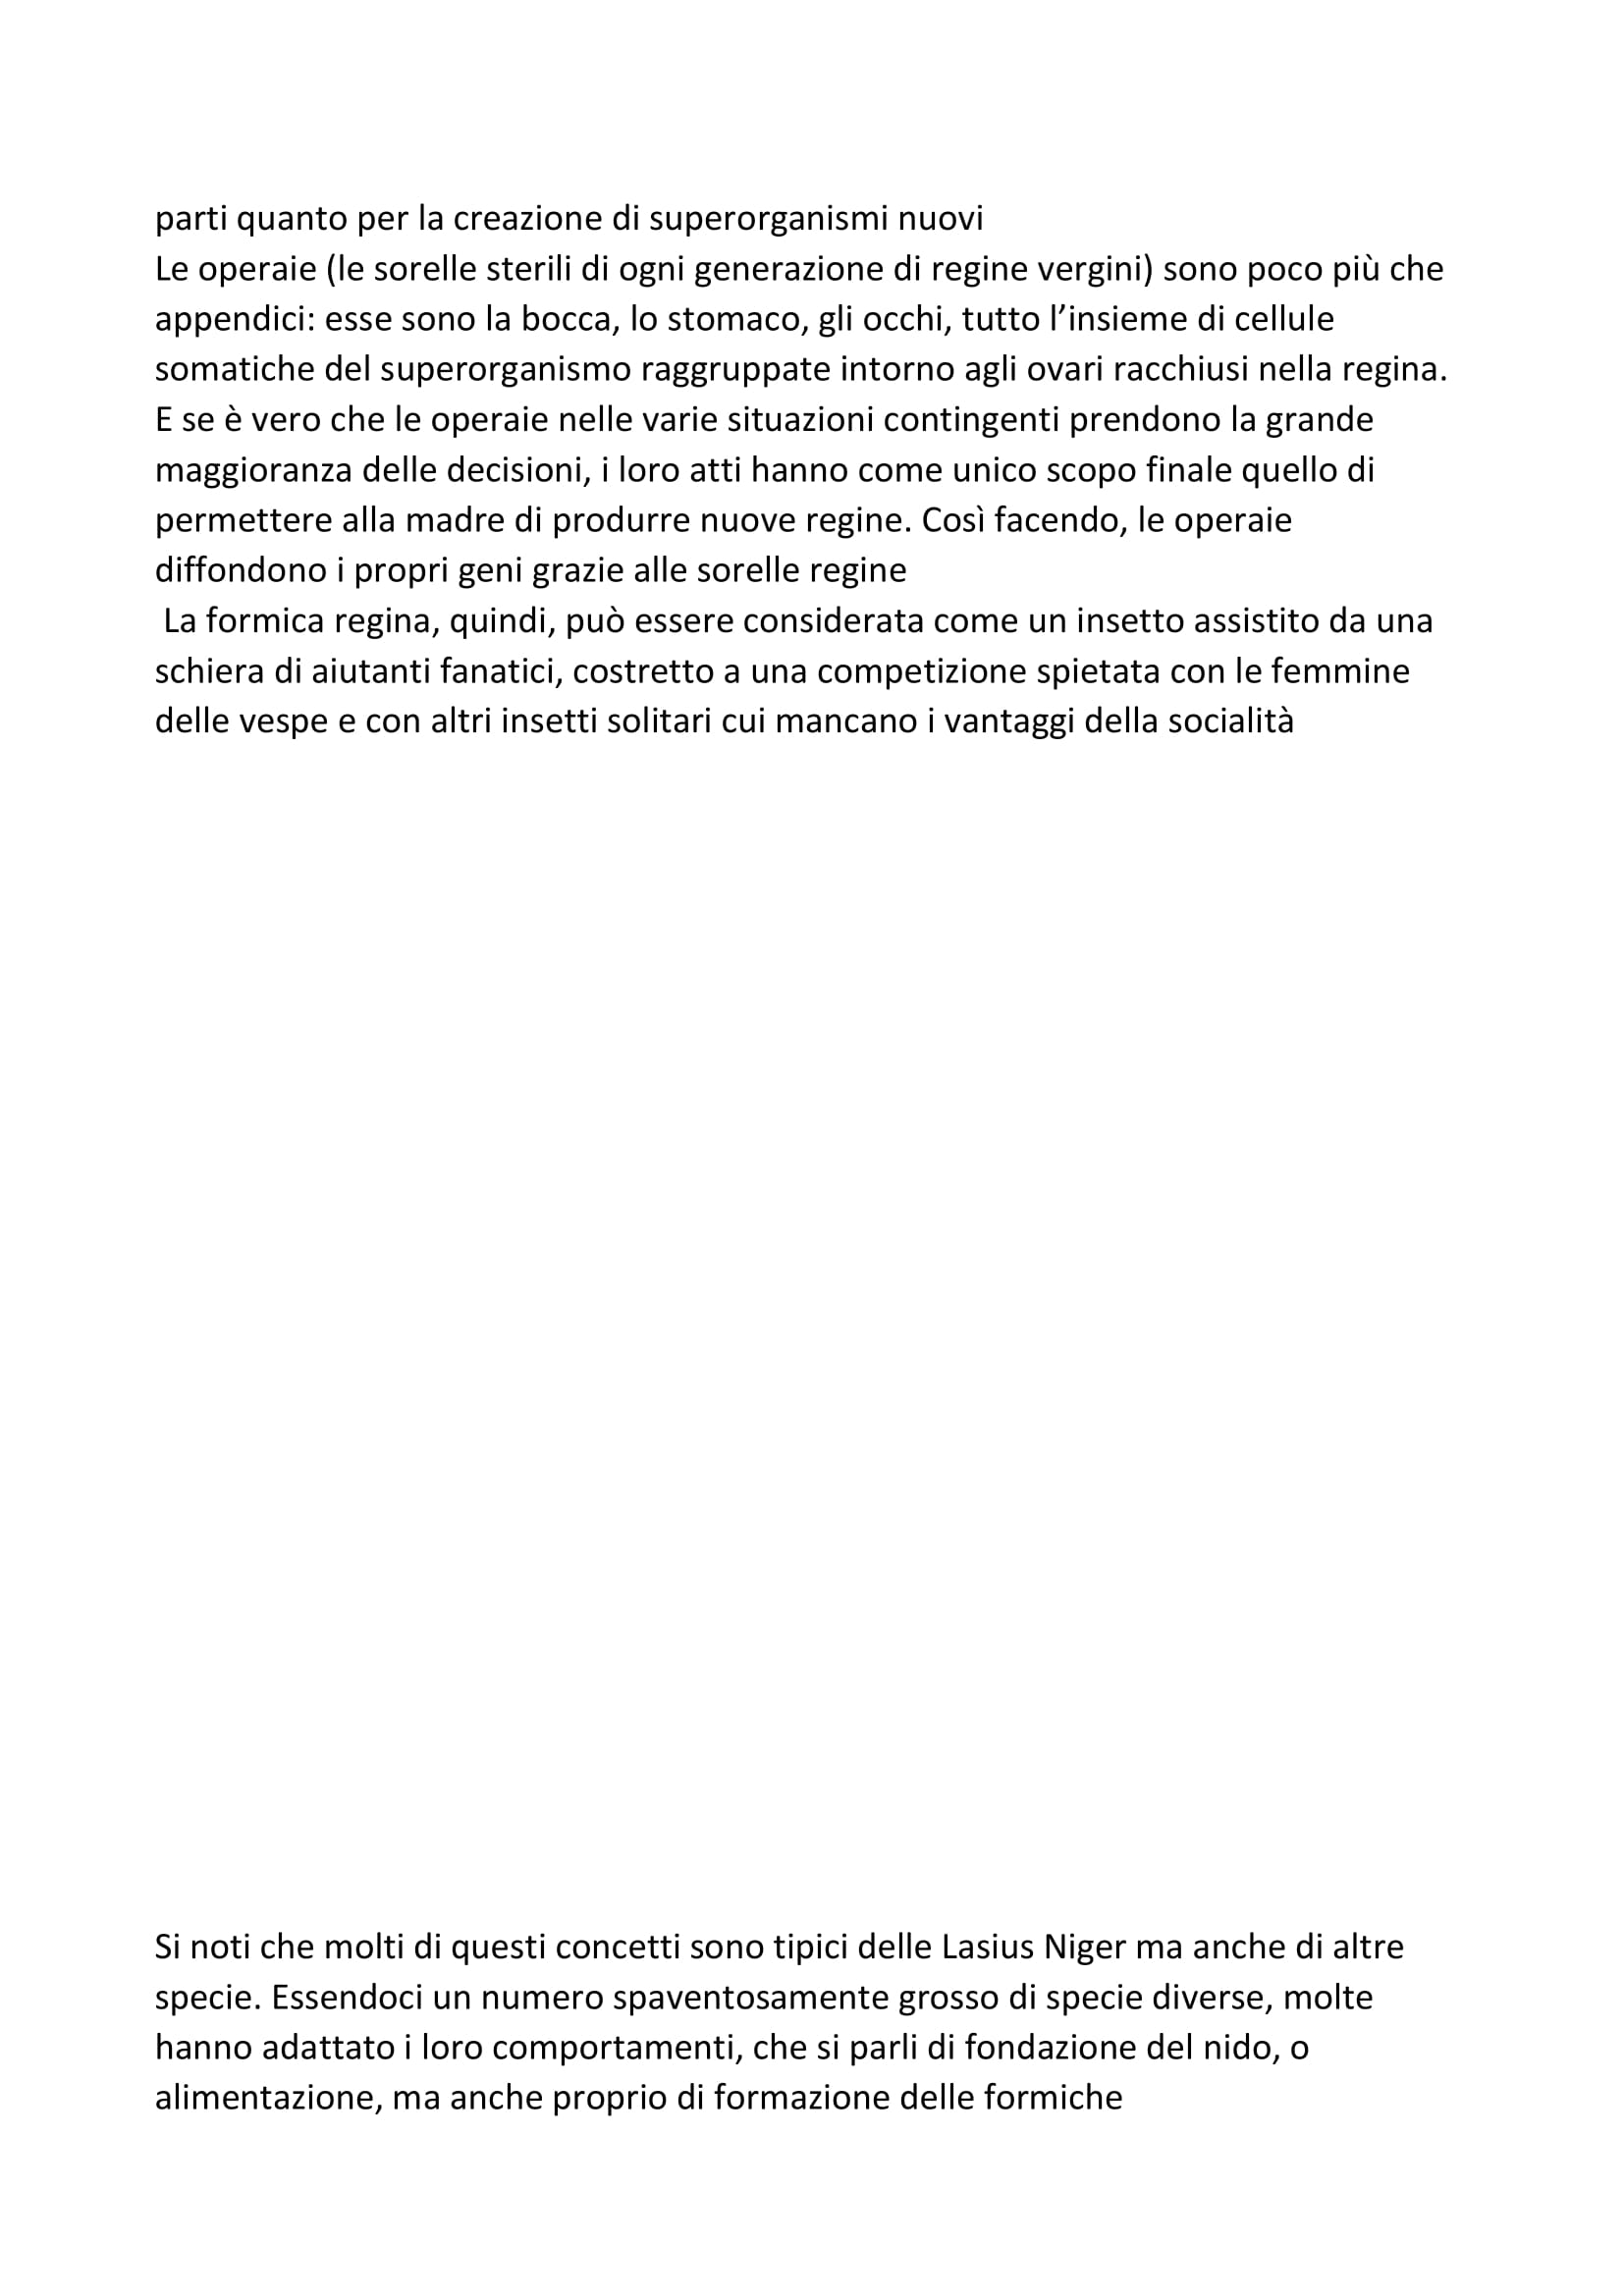 parti quanto per la creazione di superorganismi nuovi
Le operaie (le sorelle sterili di ogni generazione di regine vergini) sono poco più che
appendici: esse sono la bocca, lo stomaco, gli occhi, tutto l’insieme di cellule
somatiche del superorganismo raggruppate intorno agli ovari racchiusi nella regina.
E se è vero che le operaie nelle varie situazioni contingenti prendono la grande
maggioranza delle decisioni, i loro atti hanno come unico scopo finale quello di
permettere alla madre di produrre nuove regine. Così facendo, le operaie
diffondono i propri geni grazie alle sorelle regine
La formica regina, quindi, può essere considerata come un insetto assistito da una
schiera di aiutanti fanatici, costretto a una competizione spietata con le femmine
delle vespe e con altri insetti solitari cui mancano i vantaggi della socialità
Si noti che molti di questi concetti sono tipici delle Lasius Niger ma anche di altre
specie. Essendoci un numero spaventosamente grosso di specie diverse, molte
hanno adattato i loro comportamenti, che si parli di fondazione del nido, o
alimentazione, ma anche proprio di formazione delle formiche